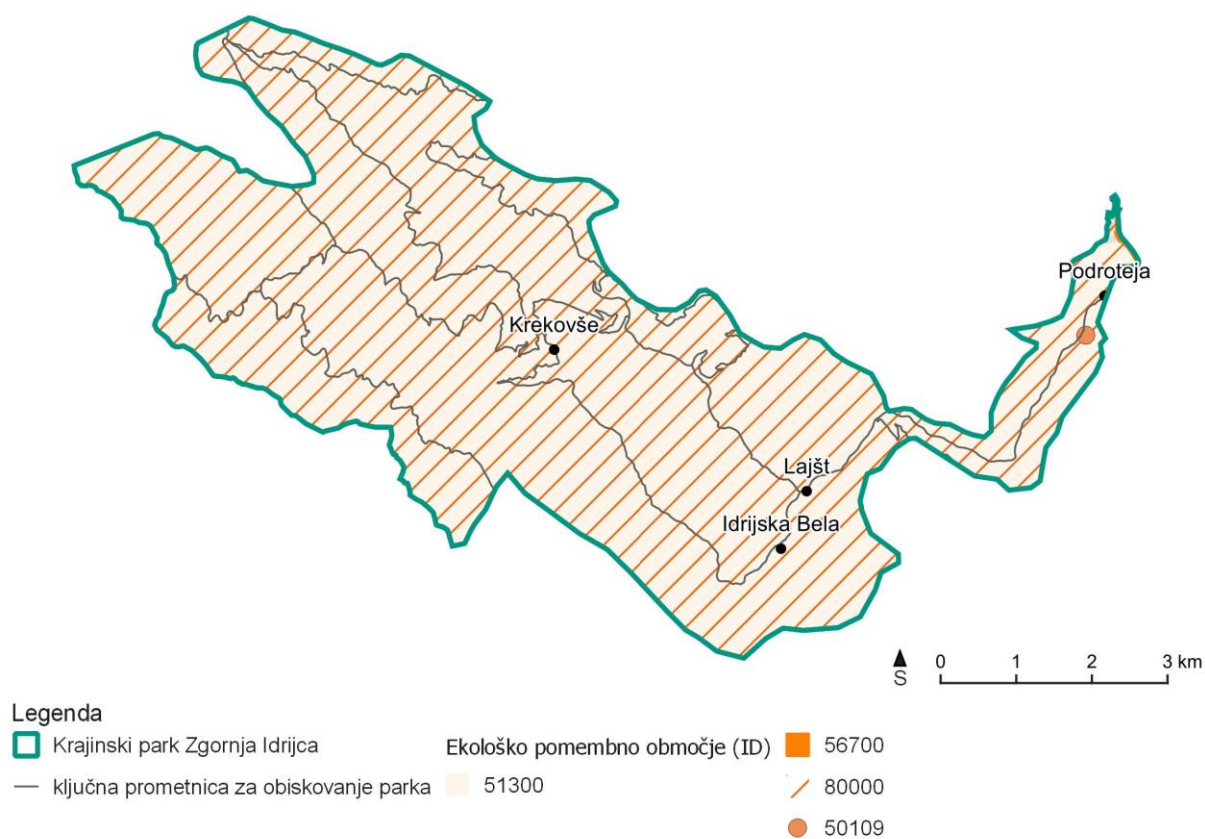 Podroteja
Krekovše
Lajšt
Idrijska Bela
S
0 1 2 3 km
Legenda
Krajinski park Zgornja Idrijca
ključna prometnica za obiskovanje parka
Ekološko pomembno območje (ID)
51300
56700
80000
50109